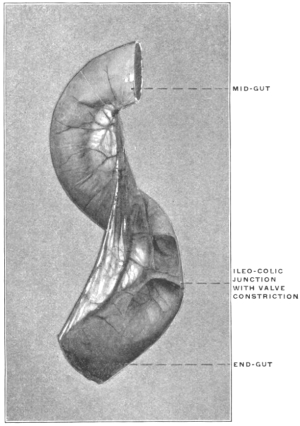 MID-GUT
ILEO-COLIC
JUNCTION
WITH VALVE
CONSTRICTION
END-GUT